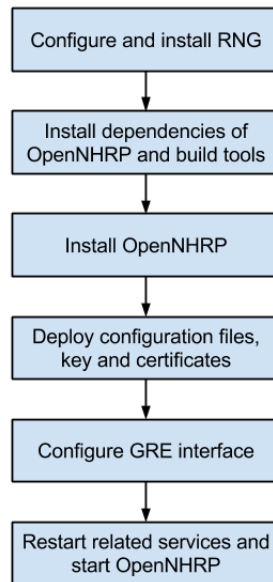 Configure and install RNG
Install dependencies of
OpenNHRP and build tools
Install OpenNHRP
Deploy configuration files,
key and certificates
Configure GRE interface
Restart related services and
start OpenNHRP